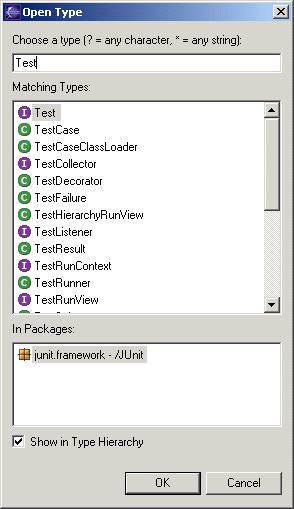 Open Type
Choose a type (? = any character, * = any string):
Test
Matching Types:
I Test
C TestCase
C TestCaseClassLoader
I TestCollector
C TestDecorator
C TestFailure
C TestHierarchyRunView
I TestListener
C TestResult
I TestRunContext
C TestRunner
I TestRunView
In Packages:
junit.framework - /JUnit
Show in Type Hierarchy
OK Cancel